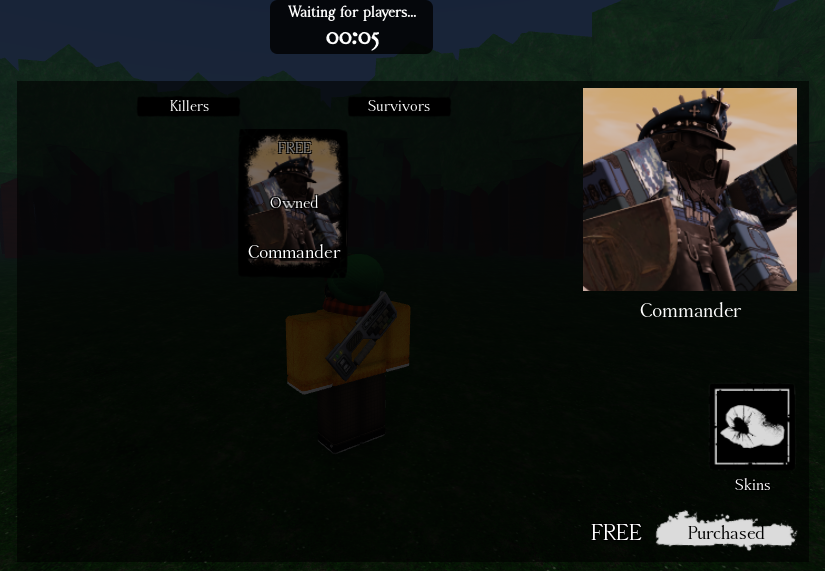 Waiting for players...
00:05
Killers
Survivors
FREE
Owned
Commander
Commander
Skins
FREE
Purchased